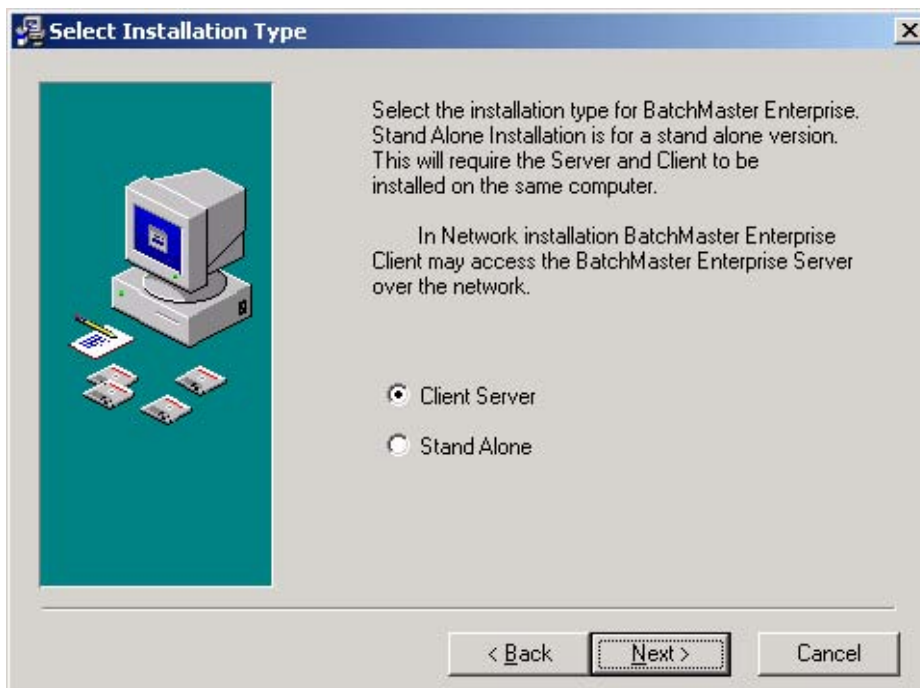 Select Installation Type
Select the installation type for BatchMaster Enterprise.
Stand Alone Installation is for a stand alone version.
This will require the Server and Client to be
installed on the same computer.
In Network installation BatchMaster Enterprise
Client may access the BatchMaster Enterprise Server
over the network.
Client Server
Stand Alone
< Back
Next >
Cancel